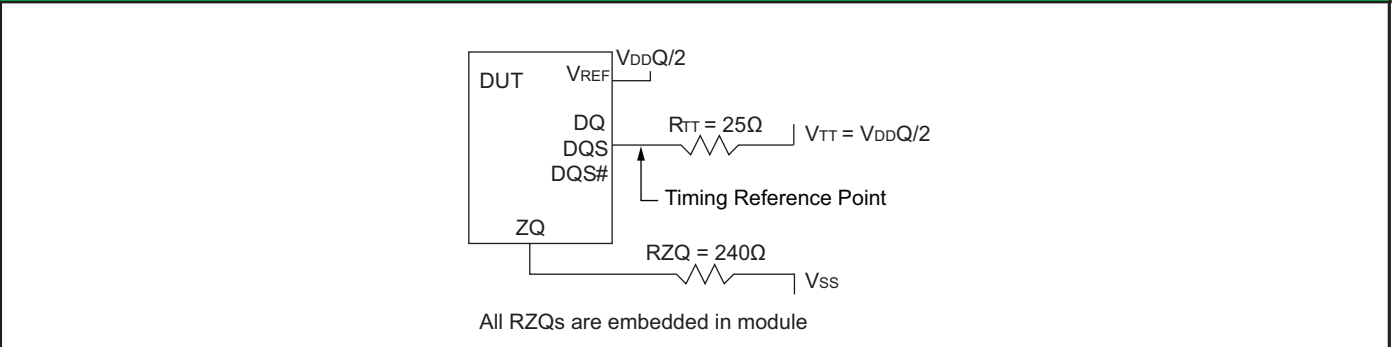 VDDQ/2
DUT
VREF
DQ
RTT = 25Ω
VTT = VDDQ/2
DQS
DQS#
Timing Reference Point
ZQ
RZQ = 240Ω
VSS
All RZQs are embedded in module